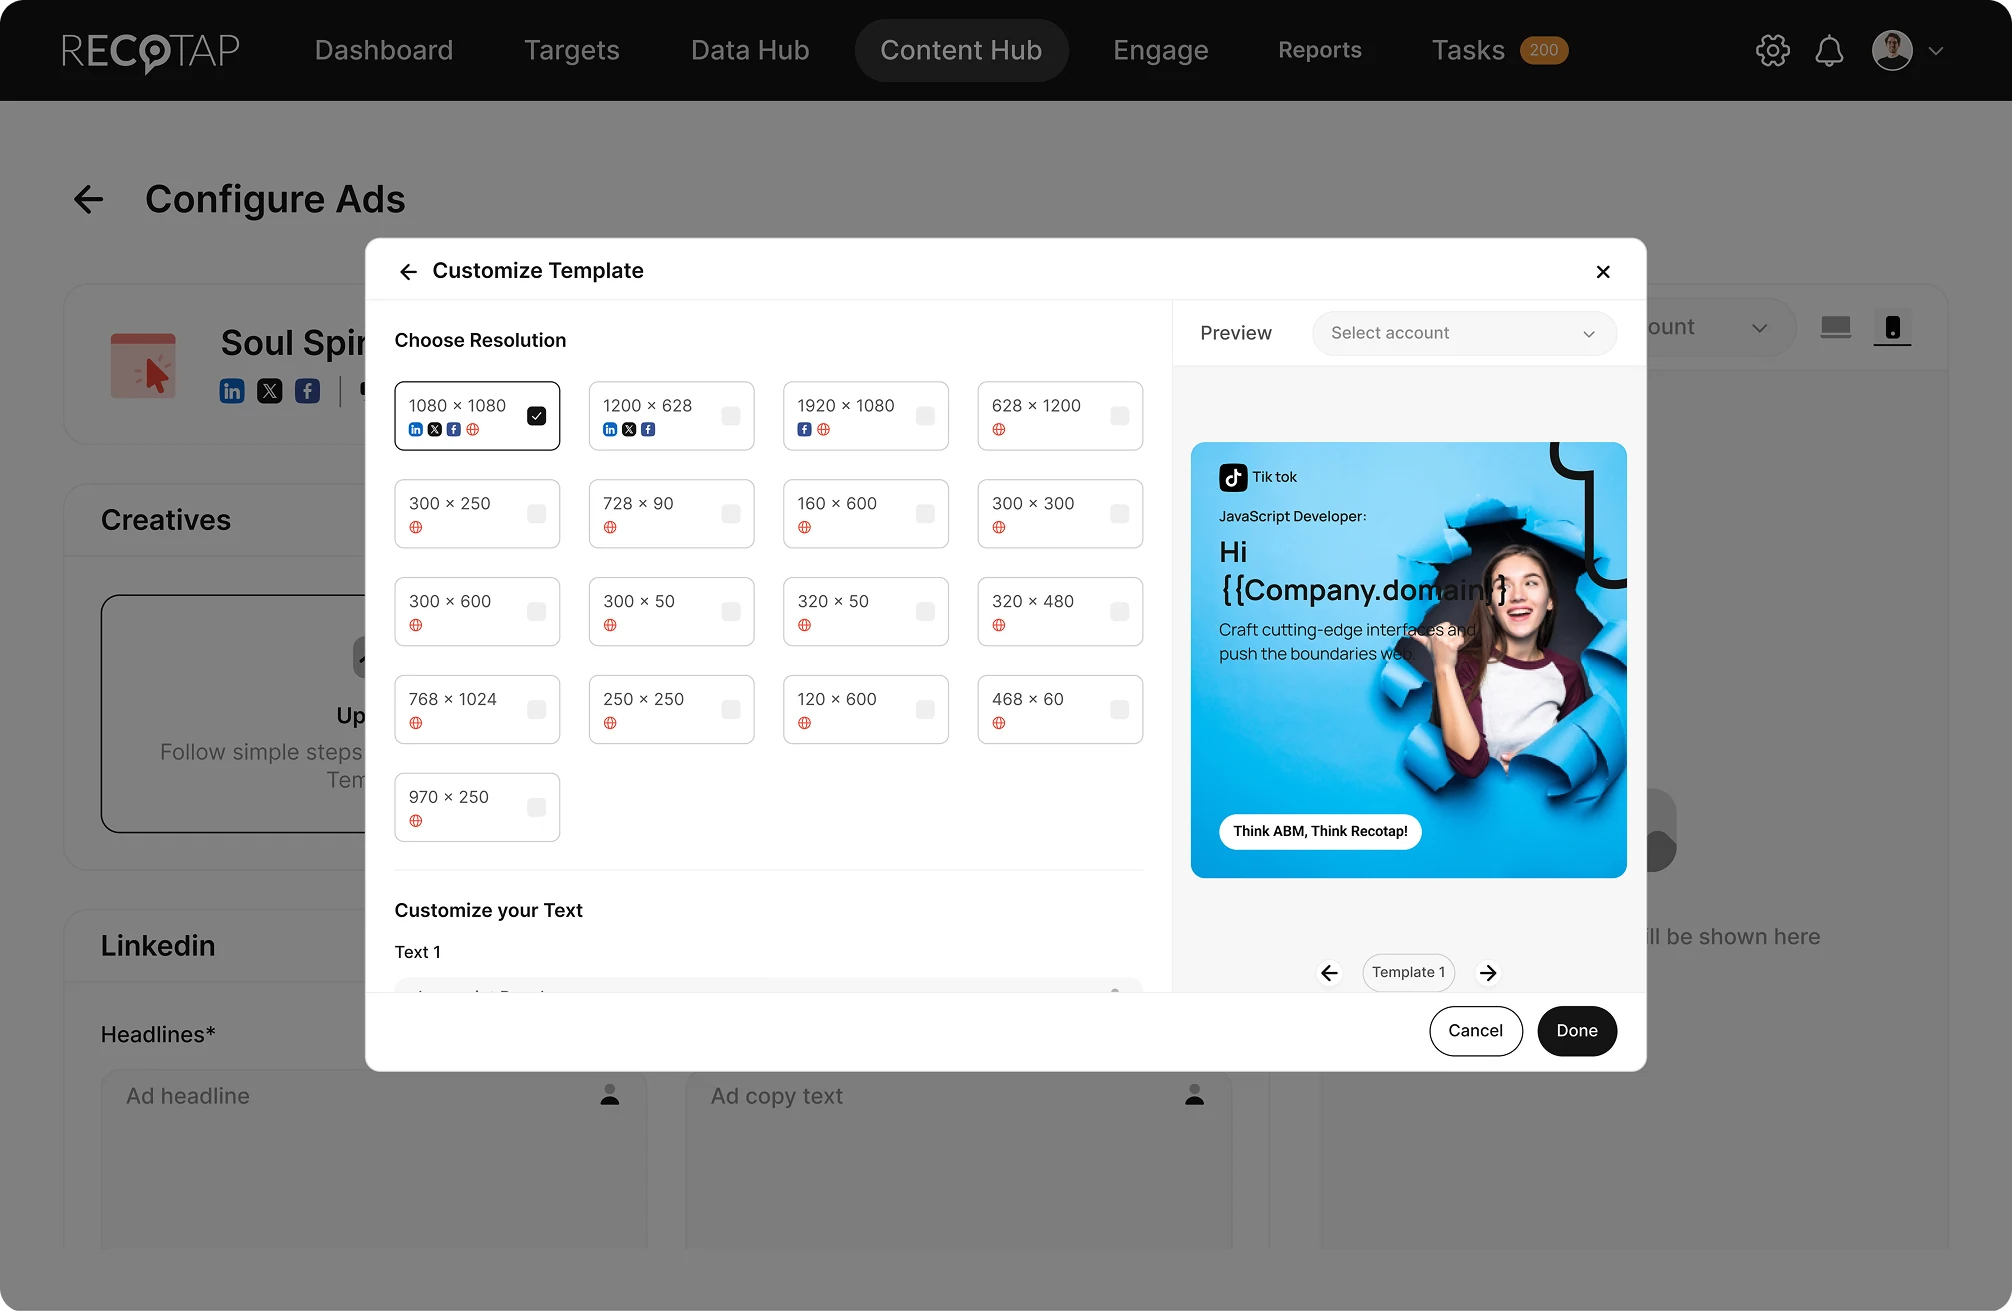 RECOTAP
Dashboard
Targets
Data Hub
Content Hub
Engage
Reports
Tasks 200
Configure Ads
Customize Template
Soul Spir
Choose Resolution
1080 × 1080
1200 × 628
1920 × 1080
628 × 1200
300 × 250
728 × 90
160 × 600
300 × 300
300 × 600
300 × 50
320 × 50
320 × 480
768 × 1024
250 × 250
120 × 600
468 × 60
970 × 250
Customize your Text
Text 1
Preview
Select account
ount
Tik tok
JavaScript Developer:
Hi
{{Company.domain}}
Craft cutting-edge interfaces and
push the boundaries web.
Think ABM, Think Recotap!
Template 1
Cancel
Done
Creatives
Up
Follow simple steps
Tem
ill be shown here
Linkedin
Headlines*
Ad headline
Ad copy text